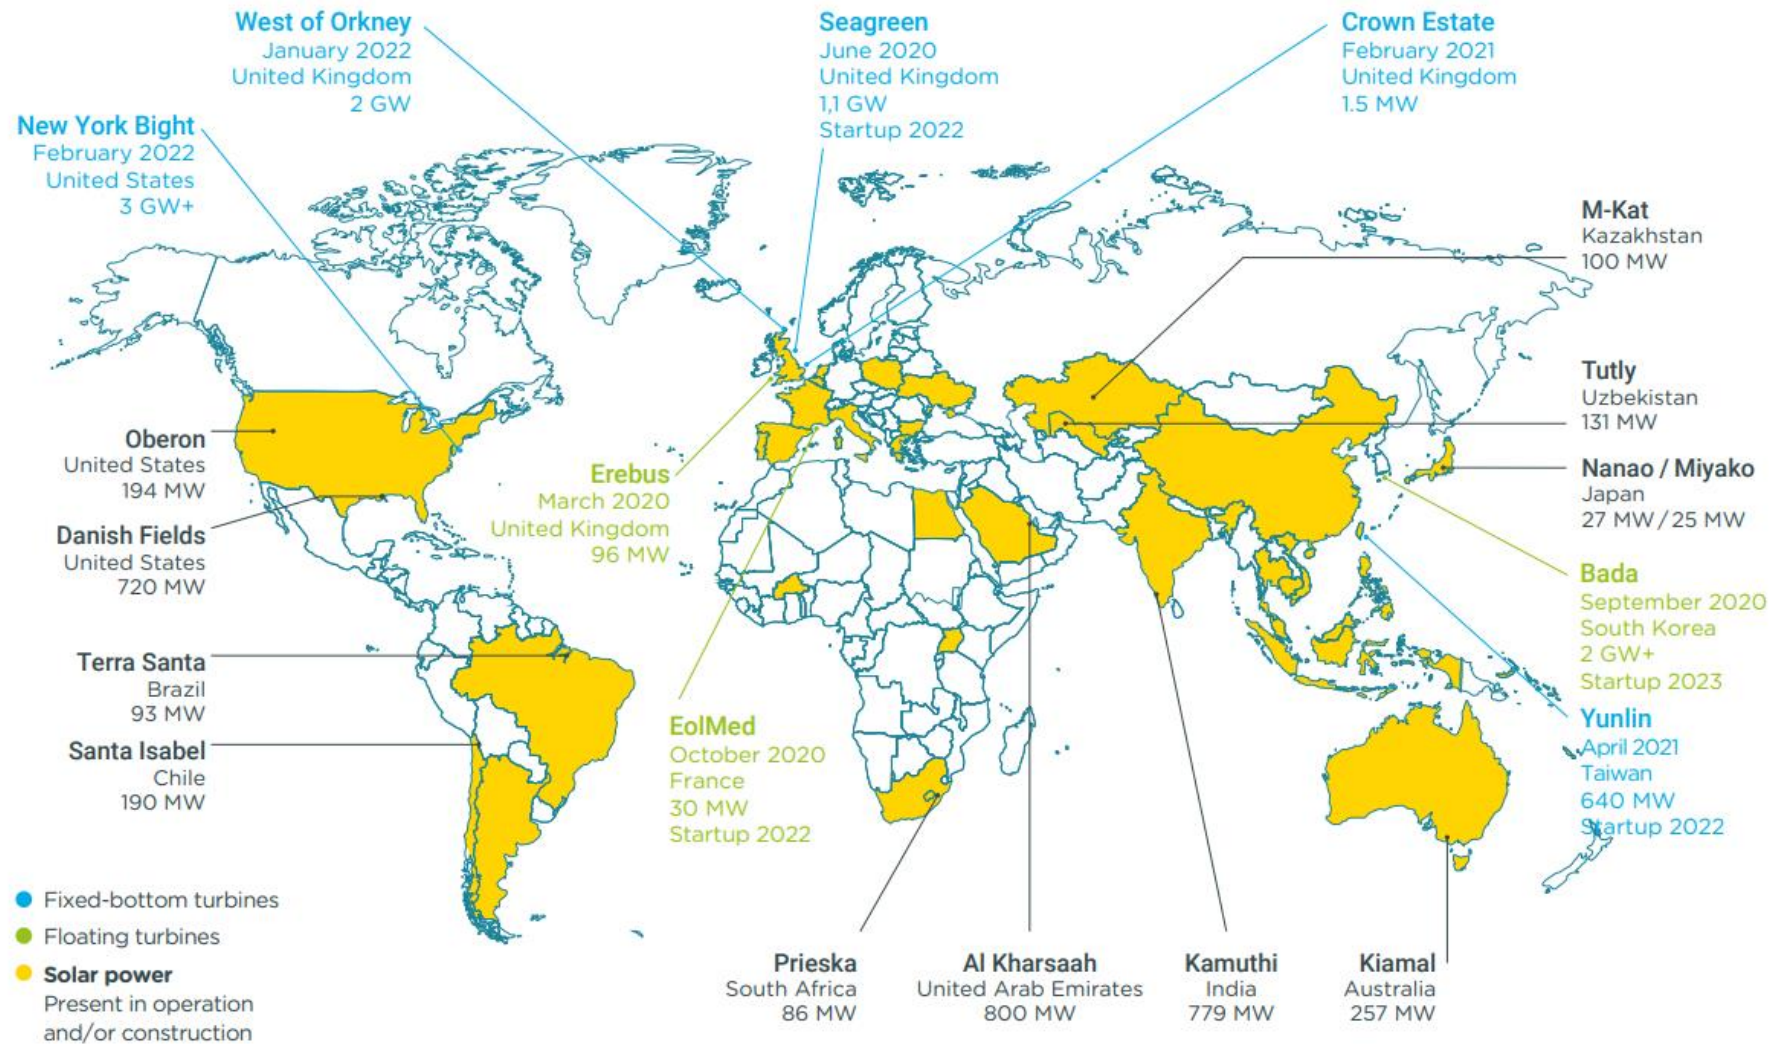 West of Orkney
January 2022
United Kingdom
2 GW
Seagreen
June 2020
United Kingdom
1,1 GW
Startup 2022
Crown Estate
February 2021
United Kingdom
1.5 MW
New York Bight
February 2022
United States
3 GW+
M-Kat
Kazakhstan
100 MW
Tutly
Uzbekistan
131 MW
Oberon
United States
194 MW
Nanao / Miyako
Japan
27 MW / 25 MW
Erebus
March 2020
United Kingdom
96 MW
Danish Fields
United States
720 MW
Bada
September 2020
South Korea
2 GW+
Startup 2023
Terra Santa
Brazil
93 MW
EolMed
October 2020
France
30 MW
Startup 2022
Yunlin
April 2021
Taiwan
640 MW
Startup 2022
Santa Isabel
Chile
190 MW
Fixed-bottom turbines
Floating turbines
Solar power
Present in operation
and/or construction
Prieska
South Africa
86 MW
Al Kharsaah
United Arab Emirates
800 MW
Kamuthi
India
779 MW
Kiamal
Australia
257 MW